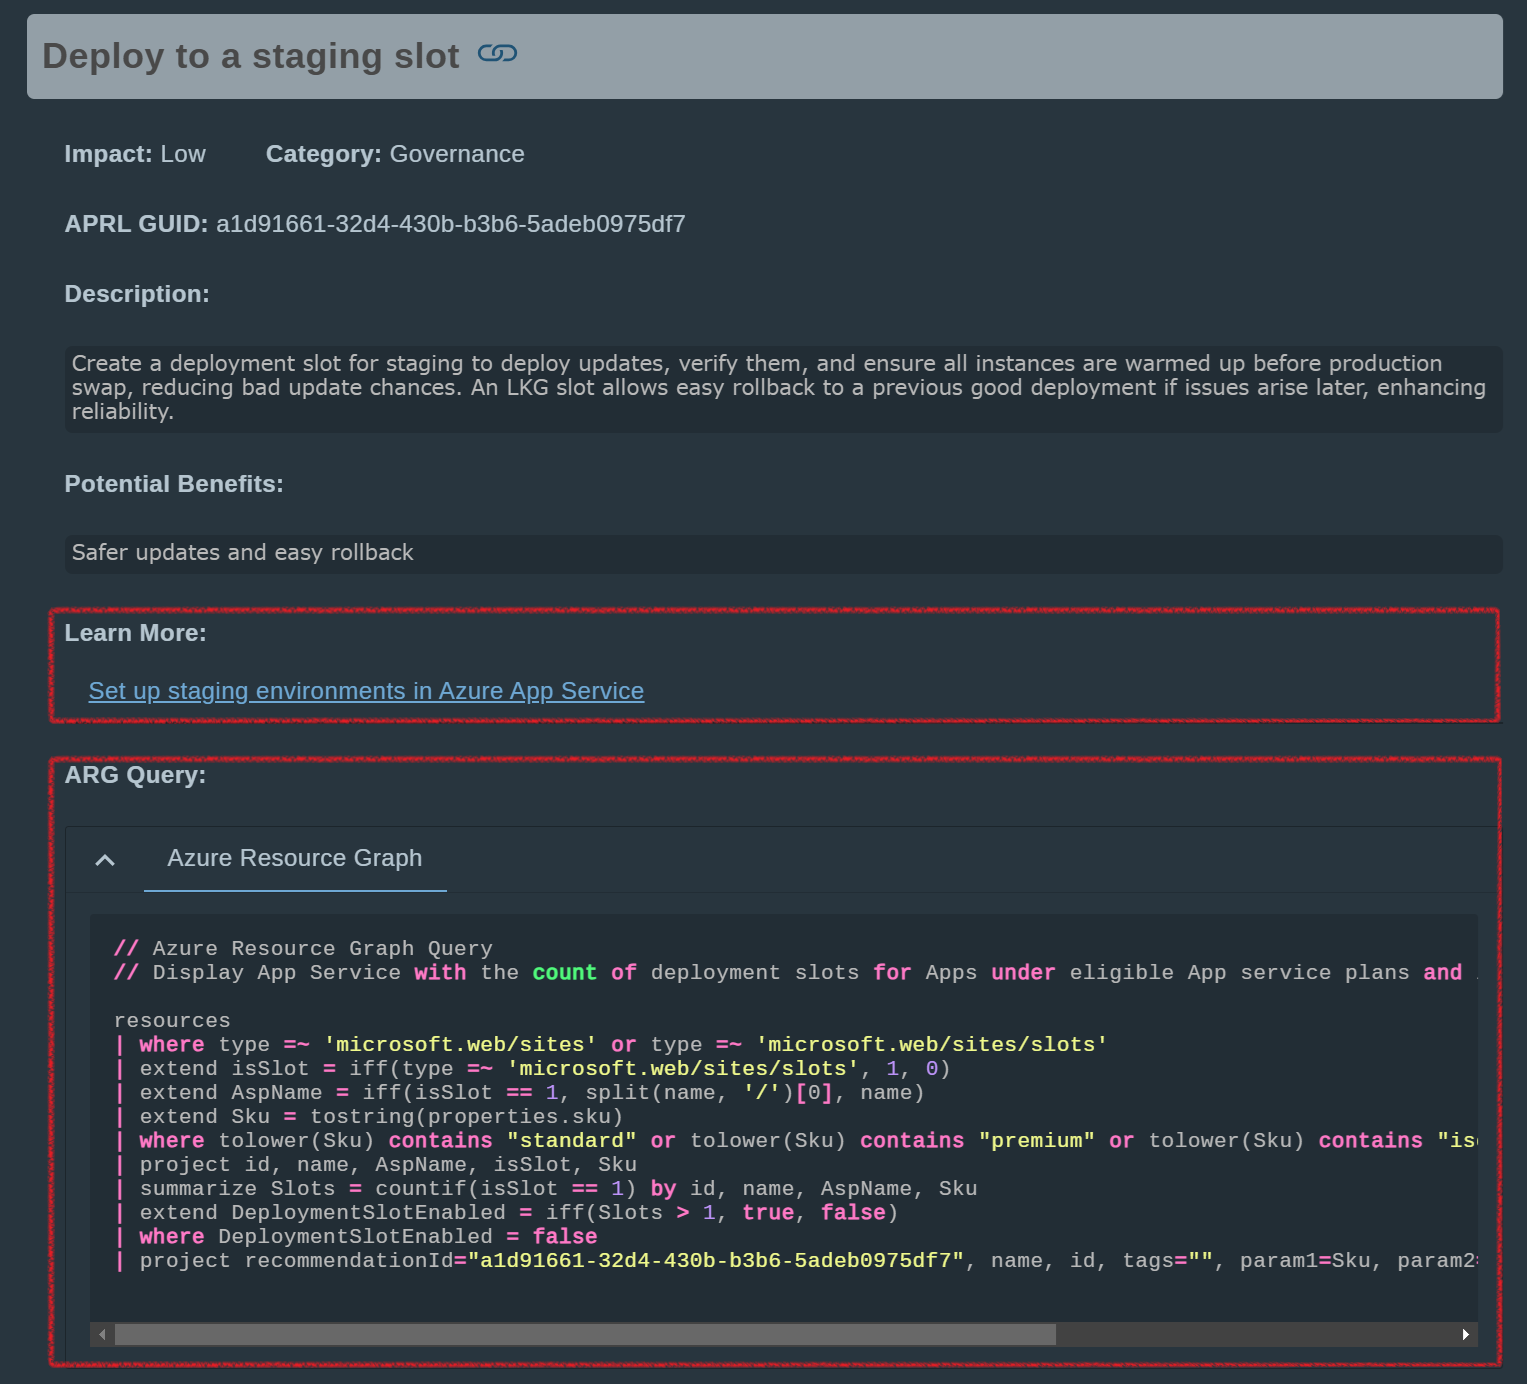 Deploy to a staging slot
Impact: Low Category: Governance
APRL GUID: a1d91661-32d4-430b-b3b6-5adeb0975df7
Description:
Create a deployment slot for staging to deploy updates, verify them, and ensure all instances are warmed up before production
swap, reducing bad update chances. An LKG slot allows easy rollback to a previous good deployment if issues arise later, enhancing
reliability.
Potential Benefits:
Safer updates and easy rollback
Learn More:
Set up staging environments in Azure App Service
ARG Query:
Azure Resource Graph
// Azure Resource Graph Query
// Display App Service with the count of deployment slots for Apps under eligible App service plans and
resources
| where type =~ 'microsoft.web/sites' or type =~ 'microsoft.web/sites/slots'
| extend isSlot = iff(type =~ 'microsoft.web/sites/slots', 1, 0)
| extend AspName = iff(isSlot == 1, split(name, '/')[0], name)
| extend Sku = tostring(properties.sku)
| where tolower(Sku) contains "standard" or tolower(Sku) contains "premium" or tolower(Sku) contains "is
| project id, name, AspName, isSlot, Sku
| summarize Slots = countif(isSlot == 1) by id, name, AspName, Sku
| extend DeploymentSlotEnabled = iff(Slots > 1, true, false)
| where DeploymentSlotEnabled = false
| project recommendationId="a1d91661-32d4-430b-b3b6-5adeb0975df7", name, id, tags="", param1=Sku, param2